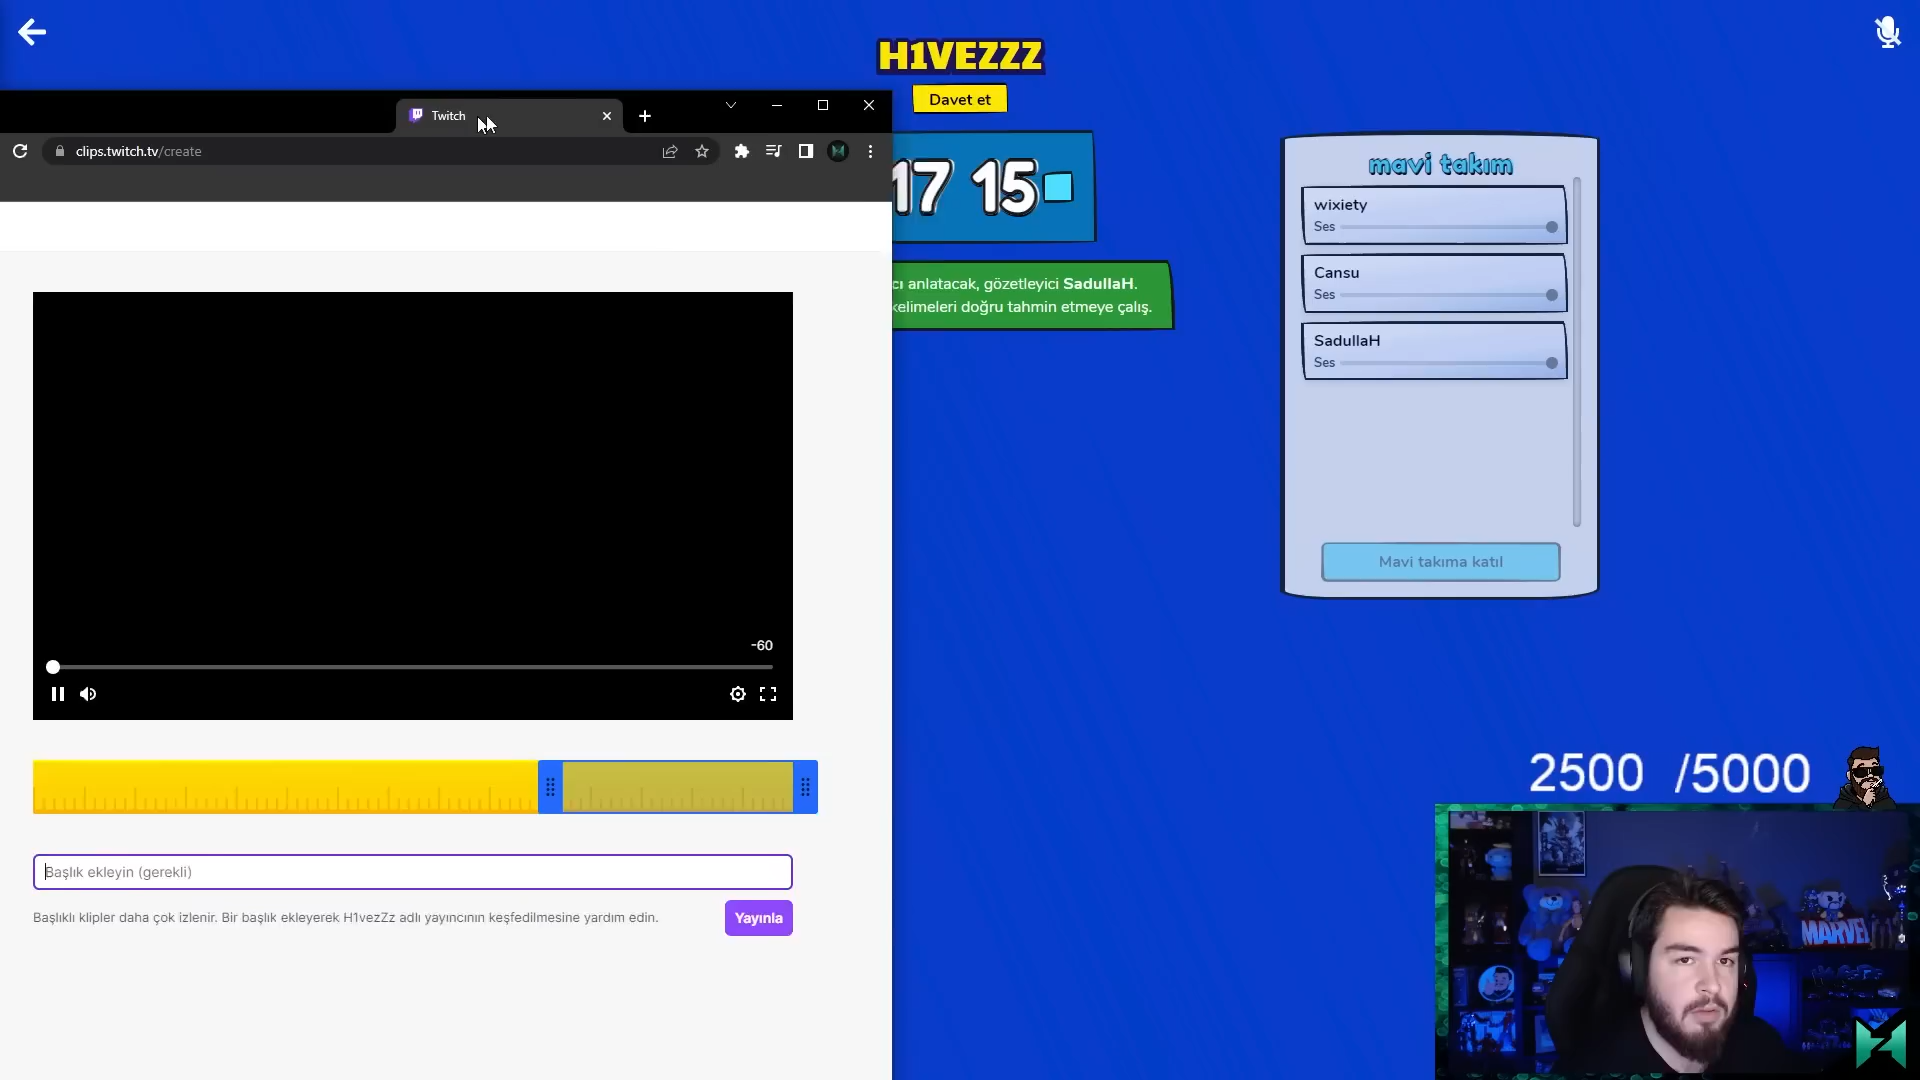 H1VEZZZ
Davet et
Twitch
clips.twitch.tv/create
17 15
anlatacak, gözetleyici SadullaH.
kelimeleri doğru tahmin etmeye çalış.
mavi takım
wixiety
Ses
Cansu
Ses
SadullaH
Ses
Mavi takıma katıl
-60
Başlık ekleyin (gerekli)
Başlıklı klipler daha çok izlenir. Bir başlık ekleyerek H1vezZz adlı yayıncının keşfedilmesine yardım edin.
Yayınla
2500 /5000
MARVEL